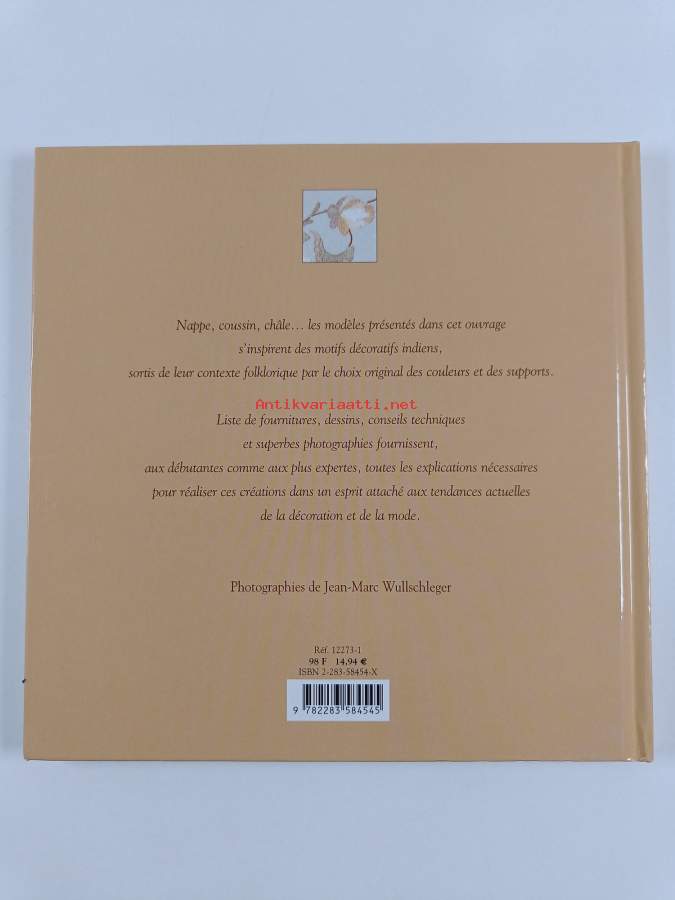 Nappe, coussin, châle... les modèles présentés dans cet ouvrage
s'inspirent des motifs décoratifs indiens,
sortis de leur contexte folklorique par le choix original des couleurs et des supports.
Antikvariaatti.net
Liste de fournitures, dessins, conseils techniques
et superbes photographies fournissent,
aux débutantes comme aux plus expertes, toutes les explications nécessaires
pour réaliser ces créations dans un esprit attaché aux tendances actuelles
de la décoration et de la mode.
Photographies de Jean-Marc Wullschleger
Réf. 12273-1
98 F 14,94 €
ISBN 2-283-58454-X
9 782283 584545